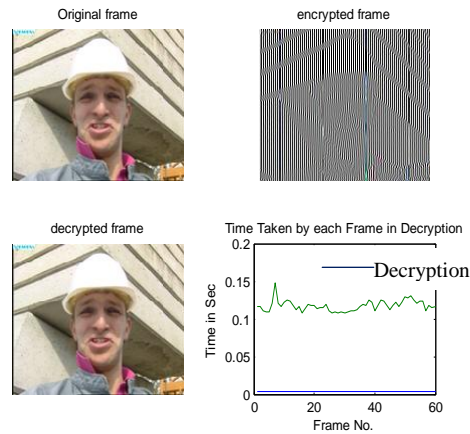 Original frame
encrypted frame
decrypted frame
Time Taken by each Frame in Decryption
0.2
0.15
0.1
0.05
0
Time in Sec
Decryption
0
20
40
60
Frame No.